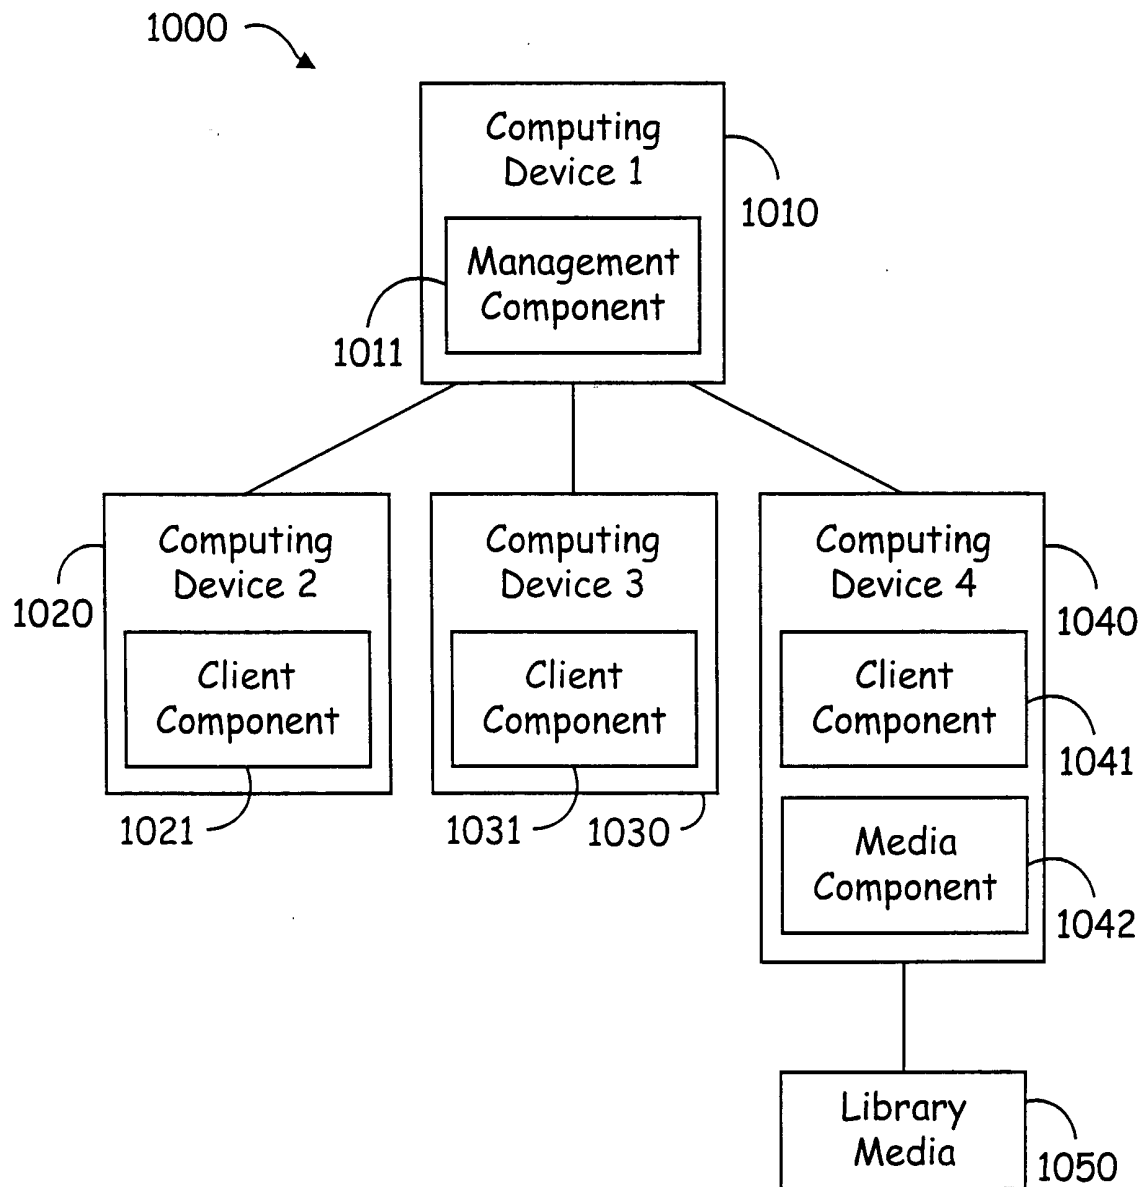 1000
Computing
Device 1
1010
Management
Component
1011
Computing
Device 2
1020
Client
Component
1021
Computing
Device 3
Client
Component
1031
1030
Computing
Device 4
1040
Client
Component
1041
Media
Component
1042
Library
Media
1050